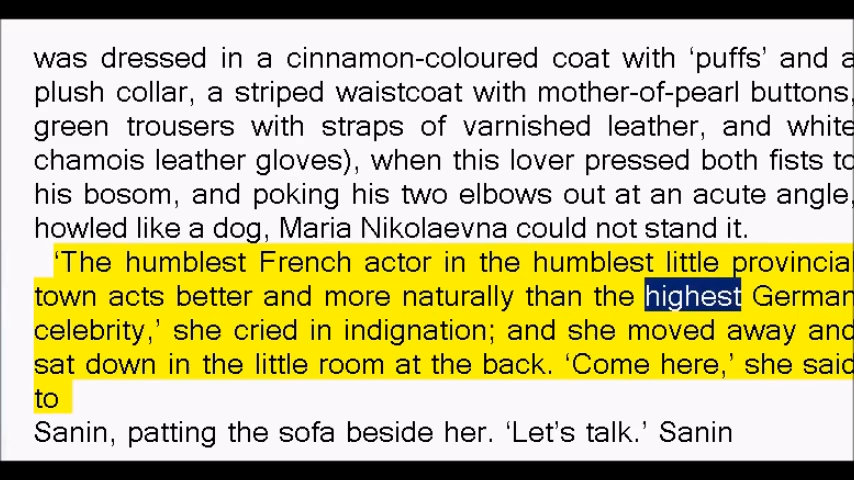 was dressed in a cinnamon-coloured coat with ‘puffs’ and a
plush collar, a striped waistcoat with mother-of-pearl buttons,
green trousers with straps of varnished leather, and white
chamois leather gloves), when this lover pressed both fists to
his bosom, and poking his two elbows out at an acute angle,
howled like a dog, Maria Nikolaevna could not stand it.
‘The humblest French actor in the humblest little provincial
town acts better and more naturally than the highest German
celebrity,’ she cried in indignation; and she moved away and
sat down in the little room at the back. ‘Come here,’ she said
to
Sanin, patting the sofa beside her. ‘Let’s talk.’ Sanin